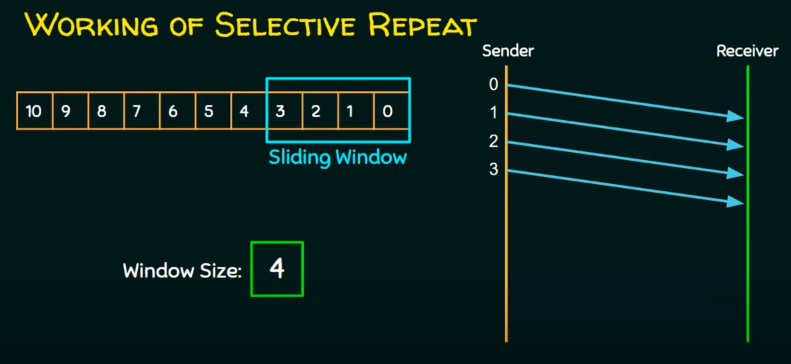 WORKING OF SELECTIVE REPEAT
Sender Receiver
10 9 8 7 6 5 4 3 2 1 0
Sliding Window
0
1
2
3
Window Size: 4